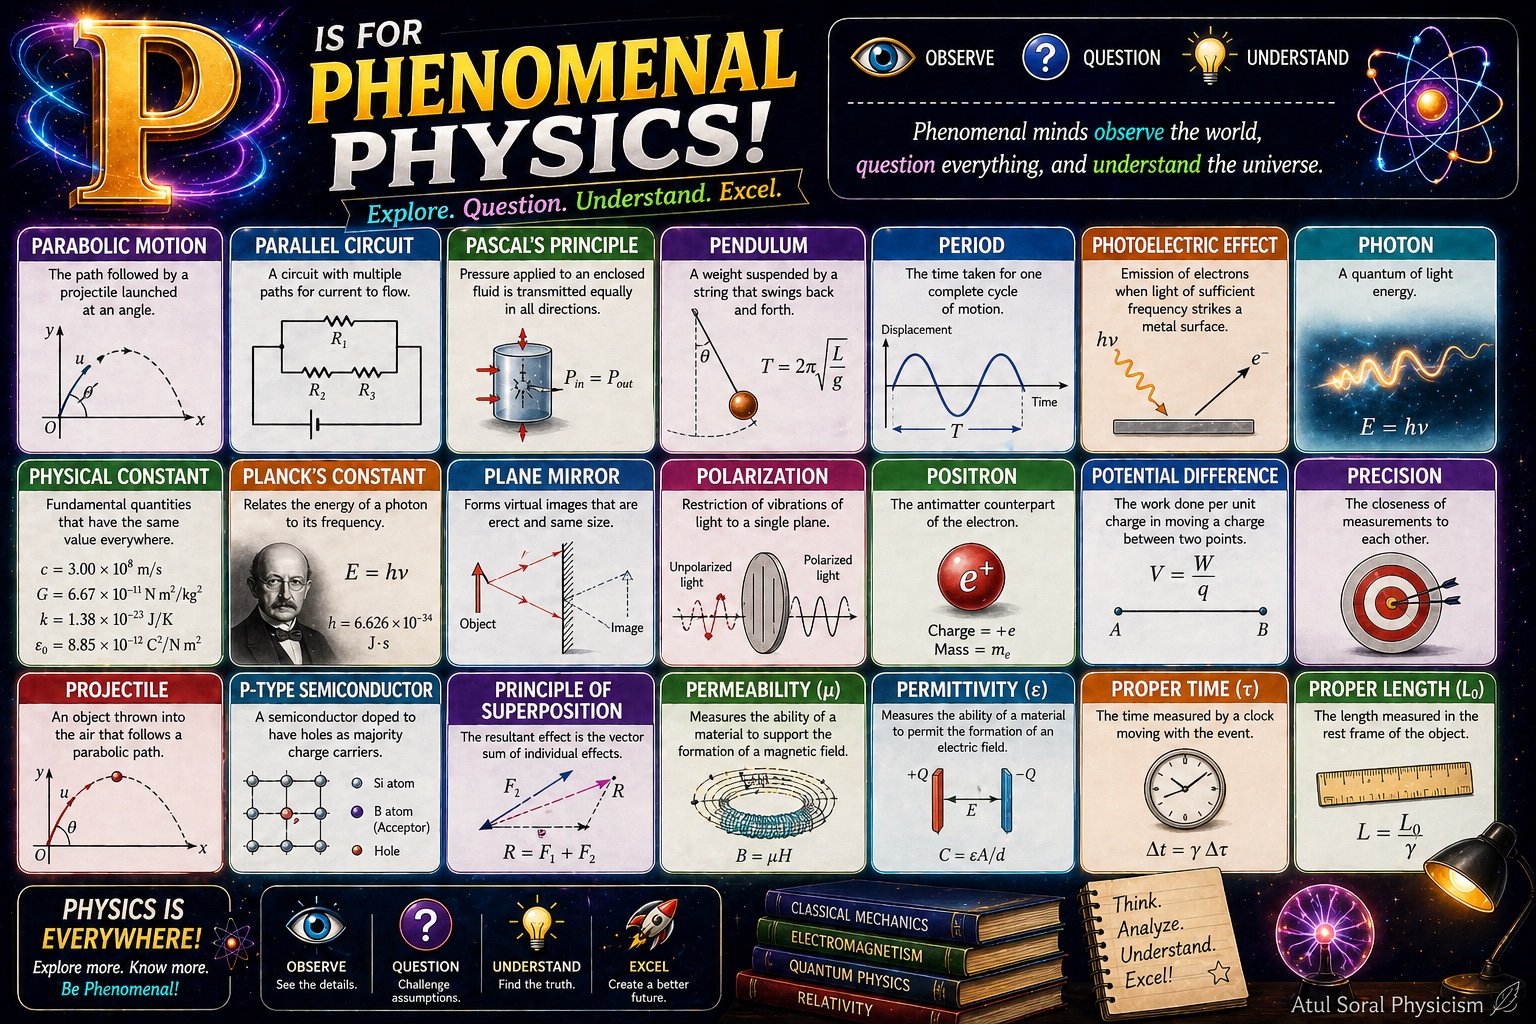 P
IS FOR
PHENOMENAL
PHYSICS!
Explore. Question. Understand. Excel.
OBSERVE
QUESTION
UNDERSTAND
Phenomenal minds observe the world,
question everything, and understand the universe.
PARABOLIC MOTION
The path followed by a
projectile launched
at an angle.
y
u
θ
O
x
PARALLEL CIRCUIT
A circuit with multiple
paths for current to flow.
R₁
R₂ R₃
PASCAL'S PRINCIPLE
Pressure applied to an enclosed
fluid is transmitted equally
in all directions.
P_in = P_out
PENDULUM
A weight suspended by a
string that swings back
and forth.
θ
T = 2π√(L/g)
PERIOD
The time taken for one
complete cycle
of motion.
Displacement
Time
T
PHOTOELECTRIC EFFECT
Emission of electrons
when light of sufficient
frequency strikes a
metal surface.
hν
e⁻
PHOTON
A quantum of light
energy.
E = hν
PHYSICAL CONSTANT
Fundamental quantities
that have the same
value everywhere.
c = 3.00 × 10⁸ m/s
G = 6.67 × 10⁻¹¹ N m²/kg²
k = 1.38 × 10⁻²³ J/K
ε₀ = 8.85 × 10⁻¹² C²/N m²
PLANCK'S CONSTANT
Relates the energy of a photon
to its frequency.
E = hν
h = 6.626 × 10⁻³⁴
J·s
PLANE MIRROR
Forms virtual images that are
erect and same size.
Object
Image
POLARIZATION
Restriction of vibrations of
light to a single plane.
Unpolarized
light
Polarized
light
POSITRON
The antimatter counterpart
of the electron.
e⁺
Charge = +e
Mass = mₑ
POTENTIAL DIFFERENCE
The work done per unit
charge in moving a charge
between two points.
V = W/q
A B
PRECISION
The closeness of
measurements to
each other.
PROJECTILE
An object thrown into
the air that follows a
parabolic path.
y
u
θ
O
x
P-TYPE SEMICONDUCTOR
A semiconductor doped to
have holes as majority
charge carriers.
Si atom
B atom
(Acceptor)
Hole
PRINCIPLE OF
SUPERPOSITION
The resultant effect is the vector
sum of individual effects.
F₂
R
R = F₁ + F₂
PERMEABILITY (μ)
Measures the ability of a
material to support the
formation of a magnetic field.
B = μH
PERMITTIVITY (ε)
Measures the ability of a material
to permit the formation of an
electric field.
+Q
−Q
E
C = εA/d
PROPER TIME (τ)
The time measured by a clock
moving with the event.
Δt = γ Δτ
PROPER LENGTH (L₀)
The length measured in the
rest frame of the object.
L = L₀/γ
PHYSICS IS
EVERYWHERE!
Explore more. Know more.
Be Phenomenal!
OBSERVE
See the details.
QUESTION
Challenge
assumptions.
UNDERSTAND
Find the truth.
EXCEL
Create a better
future.
CLASSICAL MECHANICS
ELECTROMAGNETISM
QUANTUM PHYSICS
RELATIVITY
Think.
Analyze.
Understand.
Excel!
Atul Soral Physicism